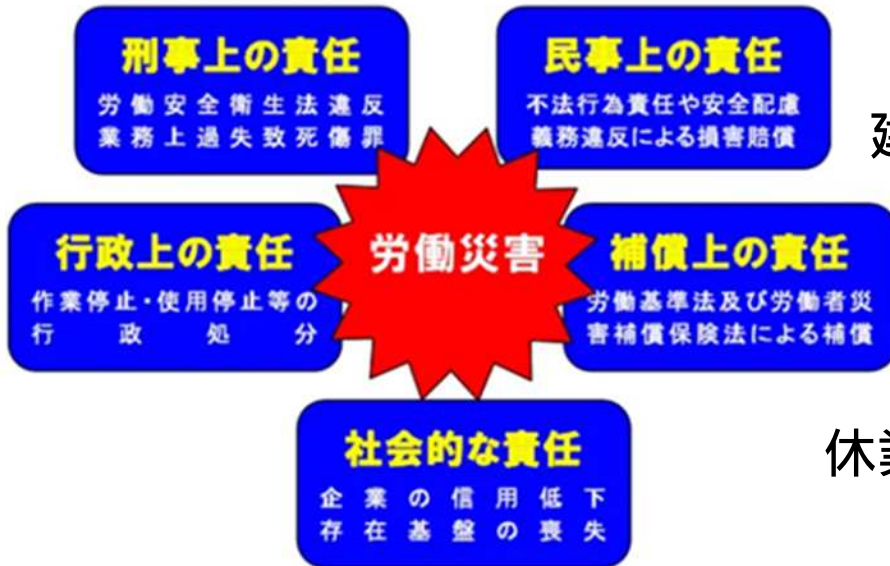 刑事上の責任
労働安全衛生法違反
業務上過失致死傷罪
民事上の責任
不法行為責任や安全配慮
義務違反による損害賠償
労働災害
行政上の責任
作業停止・使用停止等の
行政処分
補償上の責任
労働基準法及び労働者災
害補償保険法による補償
社会的な責任
企業の信用低下
存在基盤の喪失